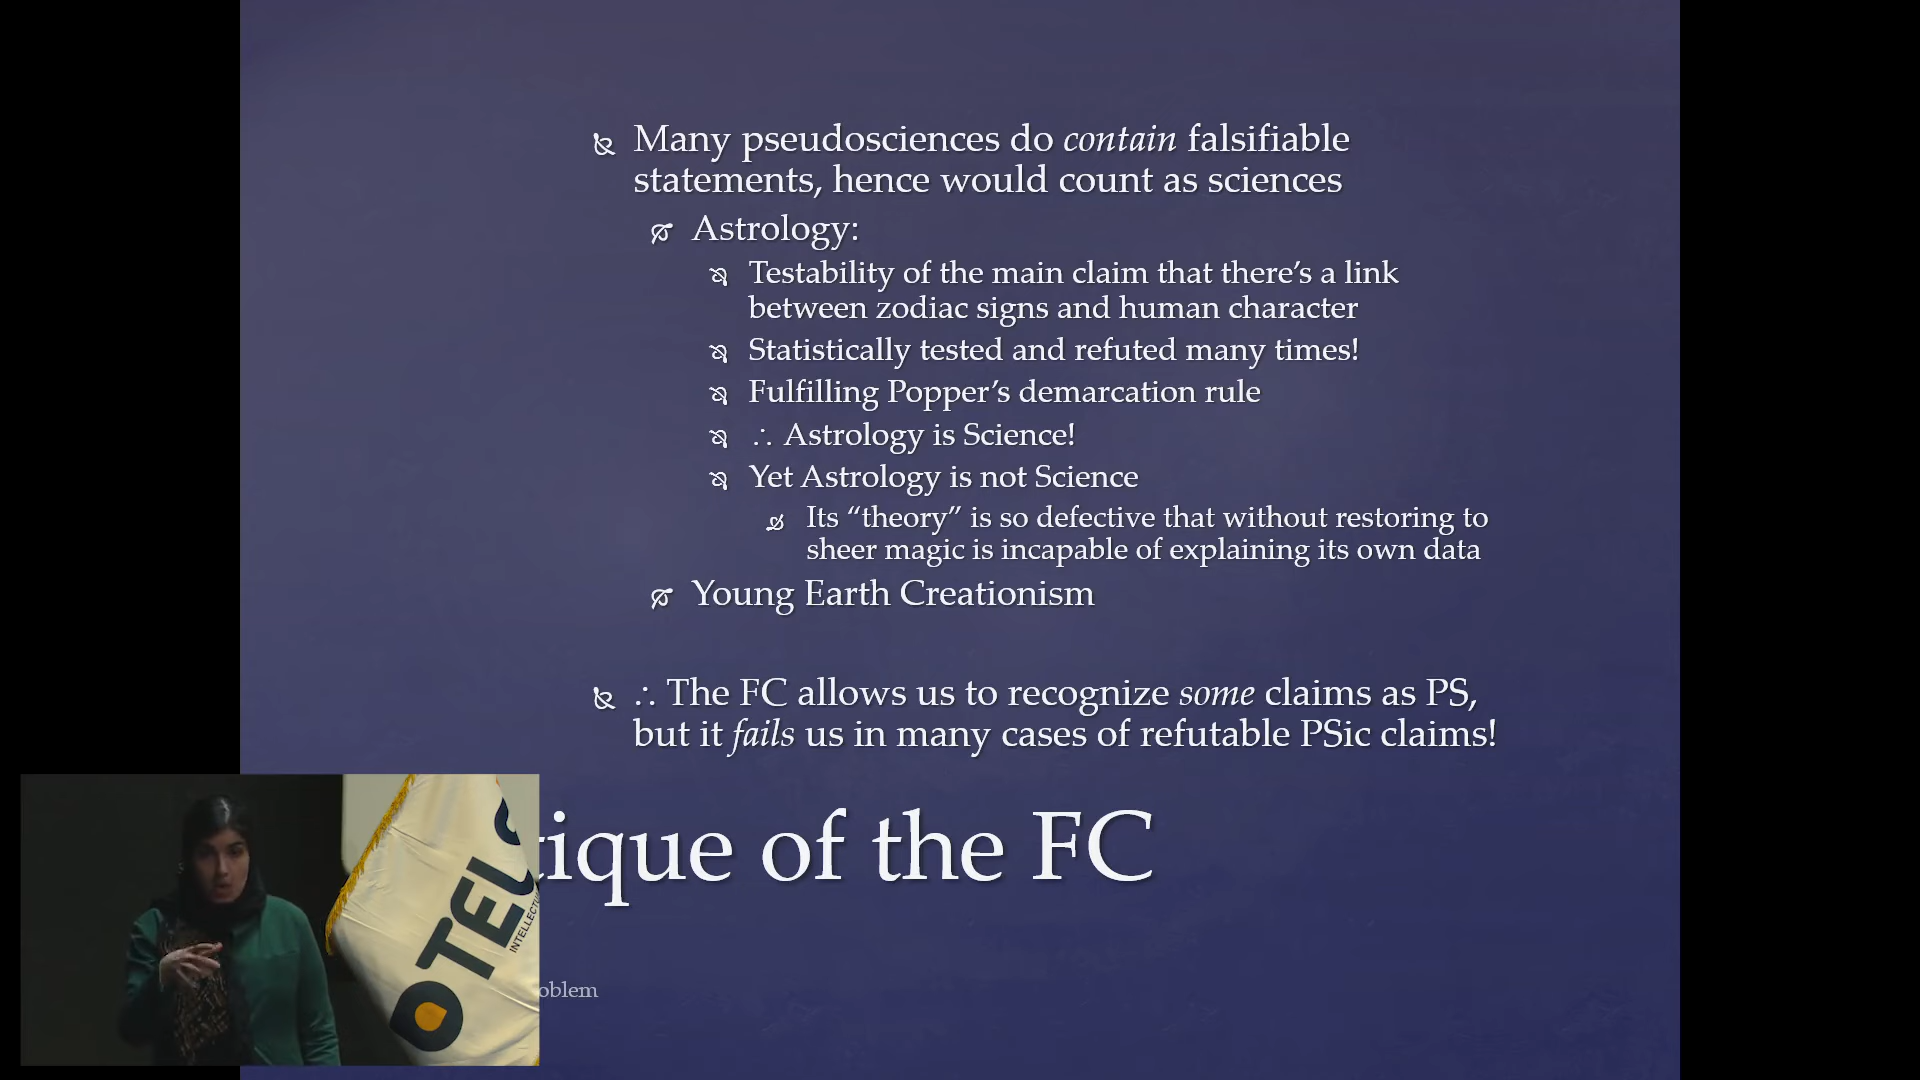 Many pseudosciences do contain falsifiable
statements, hence would count as sciences
Astrology:
Testability of the main claim that there's a link
between zodiac signs and human character
Statistically tested and refuted many times!
Fulfilling Popper's demarcation rule
∴ Astrology is Science!
Yet Astrology is not Science
Its “theory” is so defective that without restoring to
sheer magic is incapable of explaining its own data
Young Earth Creationism
∴ The FC allows us to recognize some claims as PS,
but it fails us in many cases of refutable PSic claims!
tique of the FC
oblem